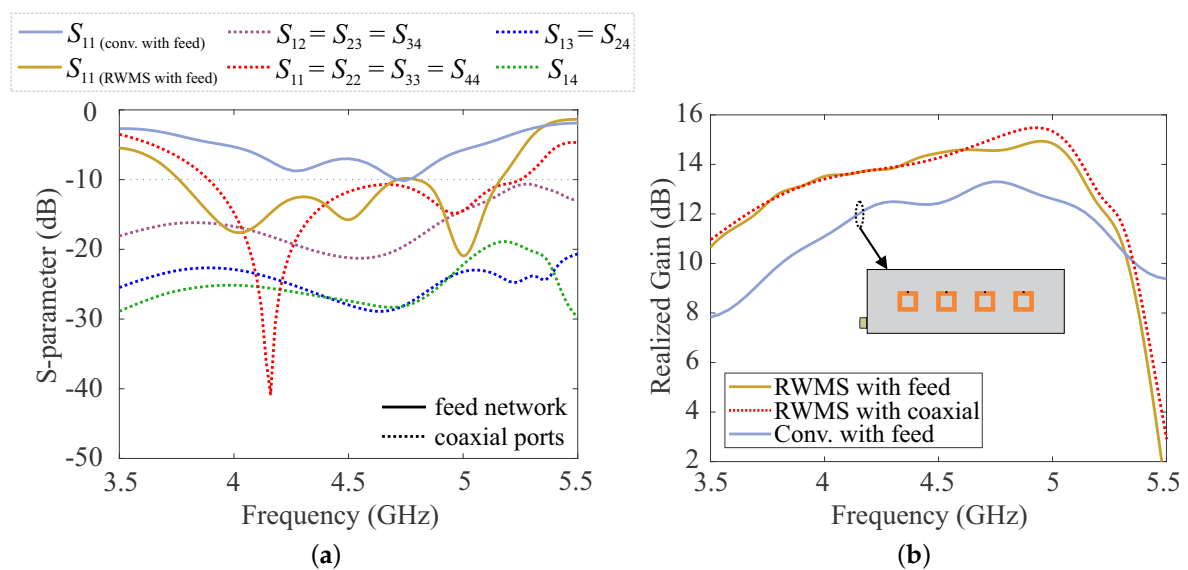 S11 (conv. with feed) S12 = S23 = S34 S13 = S24
S11 (RWMS with feed) S11 = S22 = S33 = S44 S14
0
-10
-20
-30
-40
-50
S-parameter (dB)
feed network
coaxial ports
3.5 4 4.5 5 5.5
Frequency (GHz)
(a)
16
14
12
10
8
6
4
2
Realized Gain (dB)
RWMS with feed
RWMS with coaxial
Conv. with feed
3.5 4 4.5 5 5.5
Frequency (GHz)
(b)